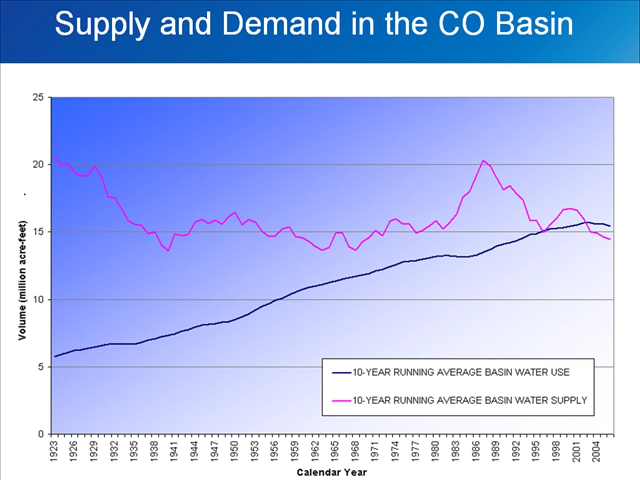 Supply and Demand in the CO Basin
25
20
15
10
5
0
Volume (million acre-feet)
10-YEAR RUNNING AVERAGE BASIN WATER USE
10-YEAR RUNNING AVERAGE BASIN WATER SUPPLY
1923 1926 1929 1932 1935 1938 1941 1944 1947 1950 1953 1956 1959 1962 1965 1968 1971 1974 1977 1980 1983 1986 1989 1992 1995 1998 2001 2004
Calendar Year